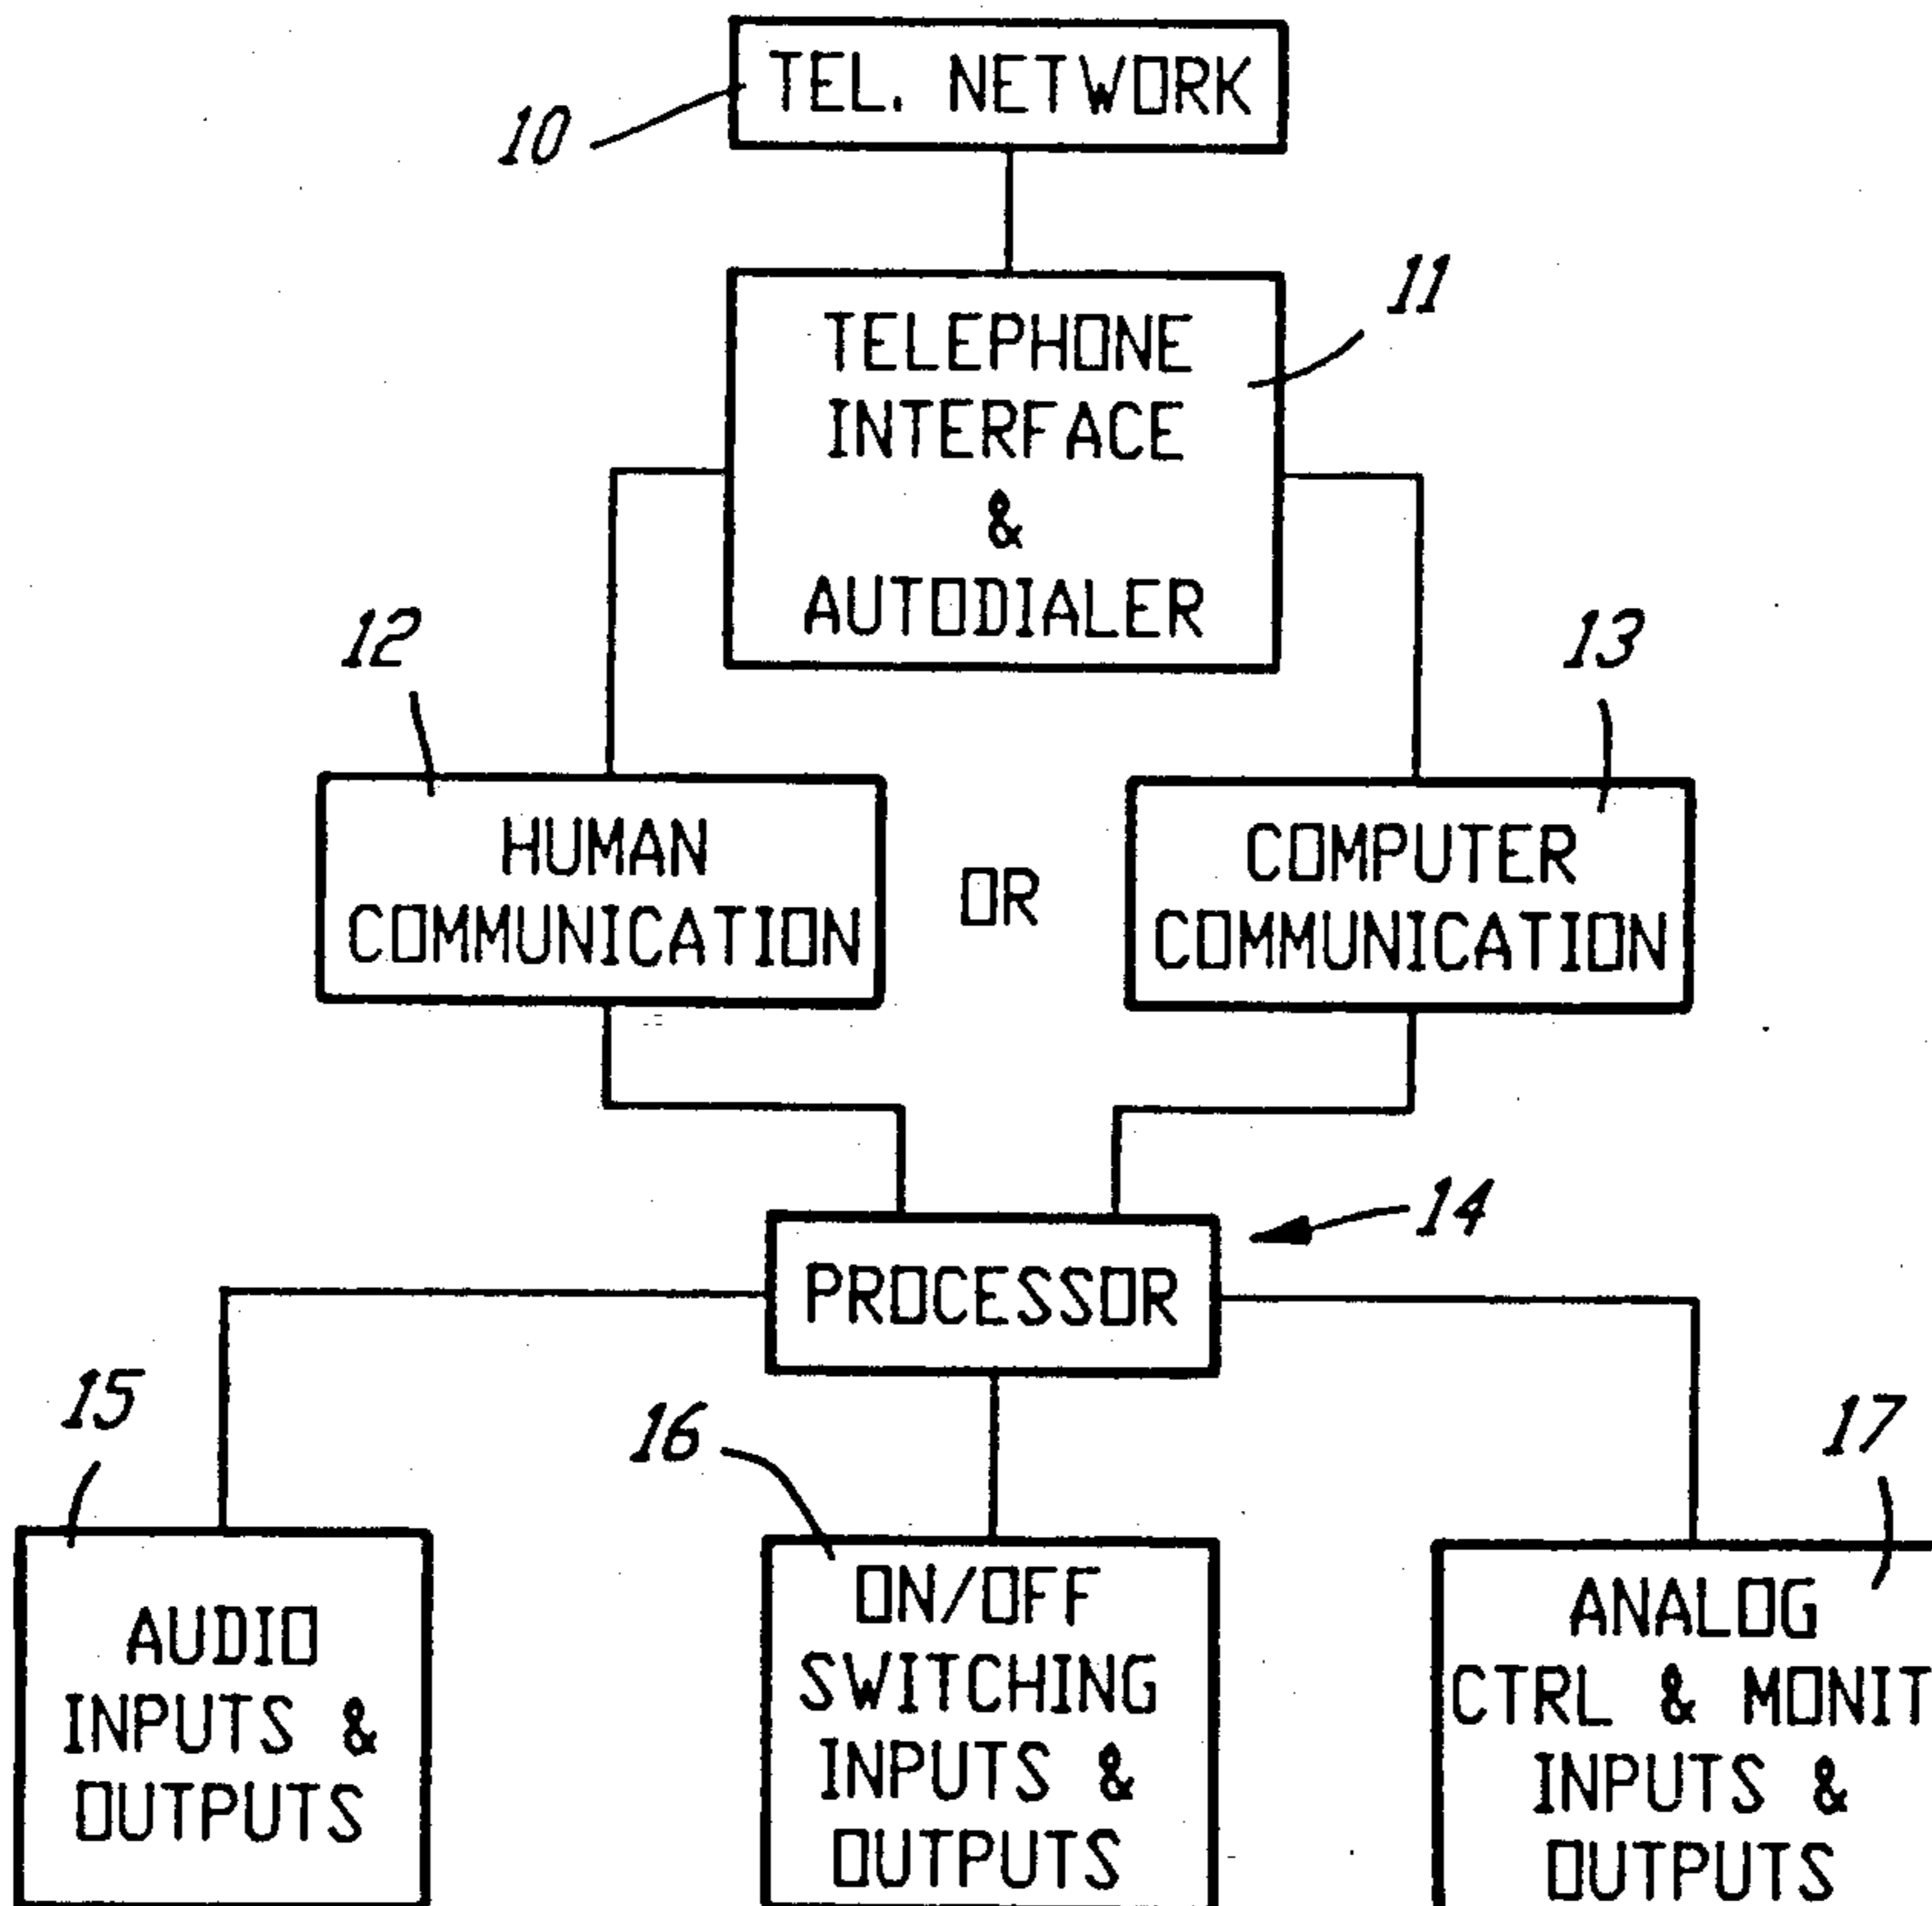 TEL. NETWORK
10
11
TELEPHONE
INTERFACE
&
AUTODIALER
12
13
HUMAN
COMMUNICATION
OR
COMPUTER
COMMUNICATION
14
PROCESSOR
15
16
17
AUDIO
INPUTS &
OUTPUTS
ON/OFF
SWITCHING
INPUTS &
OUTPUTS
ANALOG
CTRL & MONIT
INPUTS &
OUTPUTS